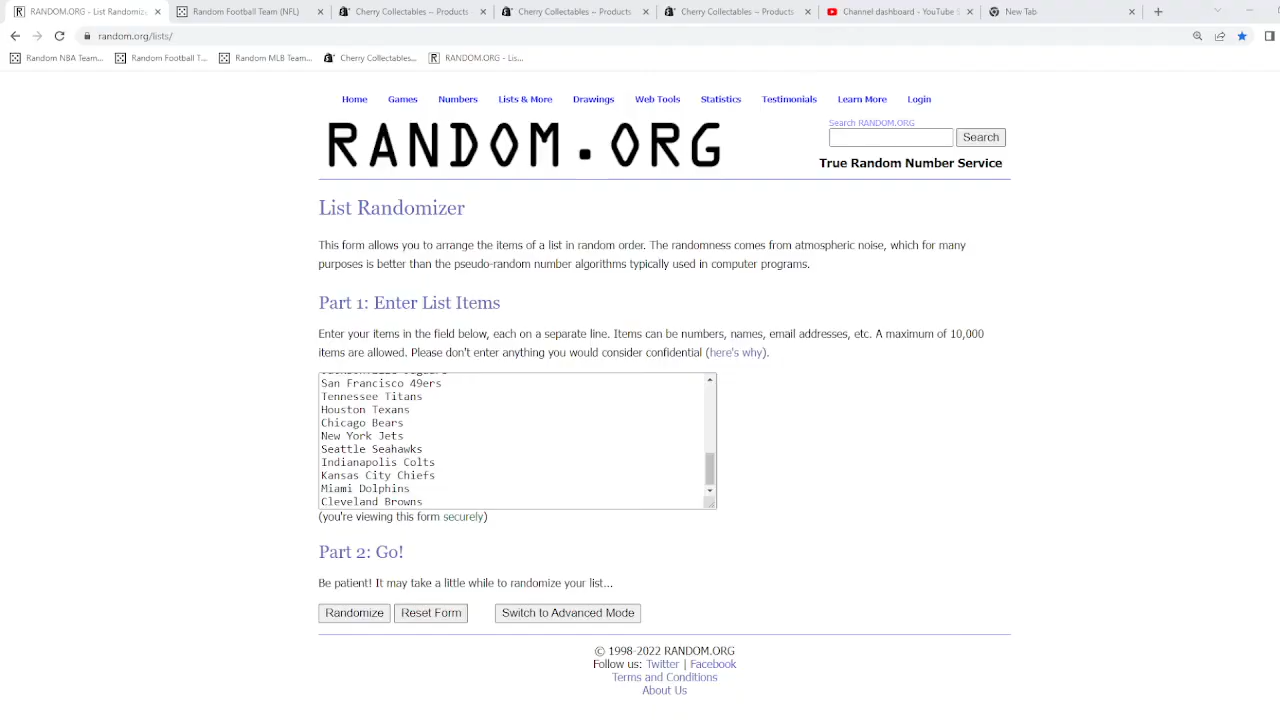 RANDOM.ORG - List Randomize
Random Football Team (NFL)
Cherry Collectables – Products
Cherry Collectables – Products
Cherry Collectables – Products
Channel dashboard - YouTube S
New Tab
random.org/lists/
Random NBA Team...
Random Football T...
Random MLB Team...
Cherry Collectables...
RANDOM.ORG - Lis...
Home Games Numbers Lists & More Drawings Web Tools Statistics Testimonials Learn More Login
RANDOM.ORG
Search RANDOM.ORG
Search
True Random Number Service
List Randomizer
This form allows you to arrange the items of a list in random order. The randomness comes from atmospheric noise, which for many
purposes is better than the pseudo-random number algorithms typically used in computer programs.
Part 1: Enter List Items
Enter your items in the field below, each on a separate line. Items can be numbers, names, email addresses, etc. A maximum of 10,000
items are allowed. Please don't enter anything you would consider confidential (here's why).
San Francisco 49ers
Tennessee Titans
Houston Texans
Chicago Bears
New York Jets
Seattle Seahawks
Indianapolis Colts
Kansas City Chiefs
Miami Dolphins
Cleveland Browns
(you're viewing this form securely)
Part 2: Go!
Be patient! It may take a little while to randomize your list...
Randomize Reset Form Switch to Advanced Mode
© 1998-2022 RANDOM.ORG
Follow us: Twitter | Facebook
Terms and Conditions
About Us